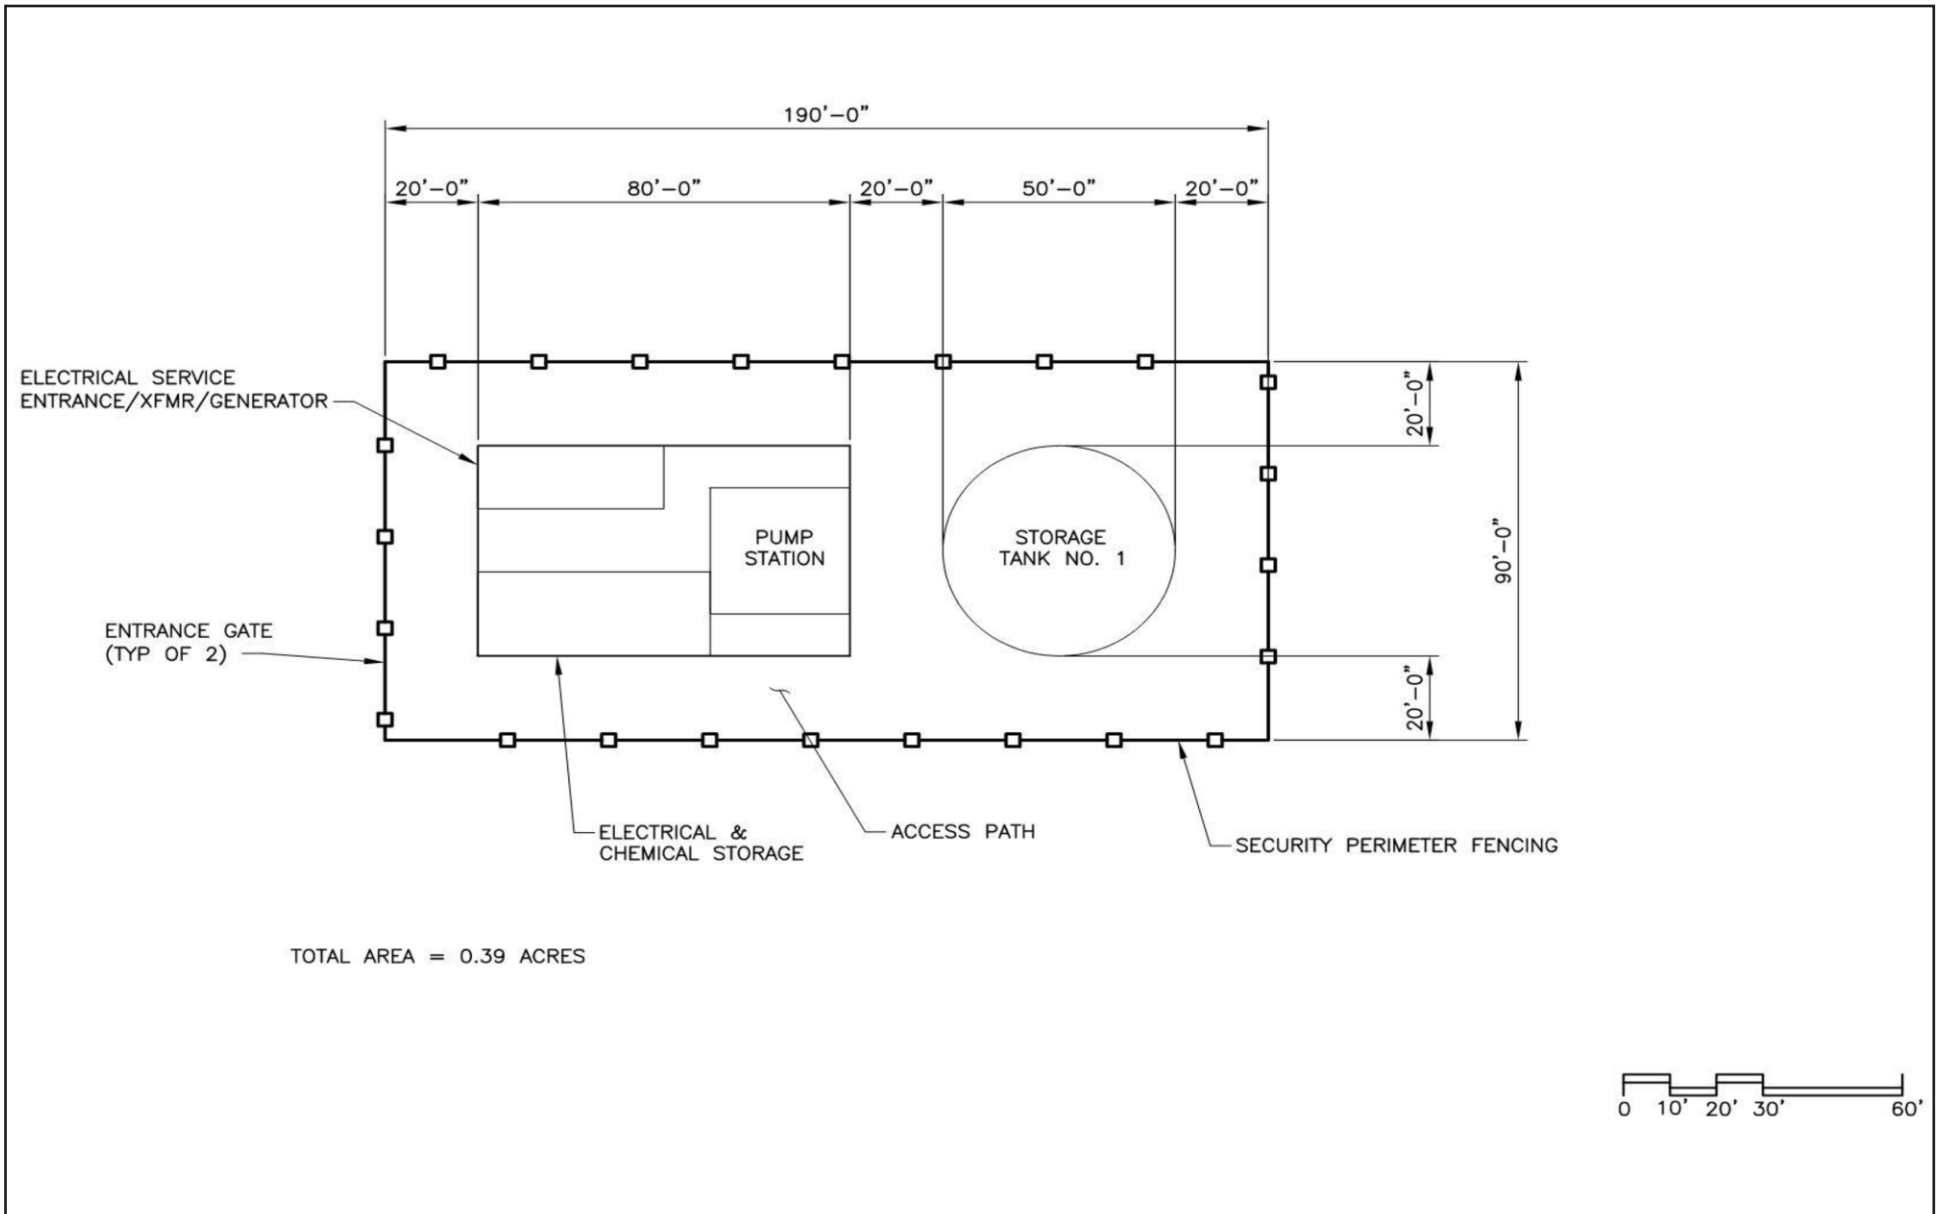 190'-0"
20'-0" 80'-0" 20'-0" 50'-0" 20'-0"
ELECTRICAL SERVICE
ENTRANCE/XFMR/GENERATOR
20'-0"
90'-0"
PUMP
STATION
STORAGE
TANK NO. 1
ENTRANCE GATE
(TYP OF 2)
20'-0"
ELECTRICAL &
CHEMICAL STORAGE
ACCESS PATH
SECURITY PERIMETER FENCING
TOTAL AREA = 0.39 ACRES
0 10' 20' 30' 60'